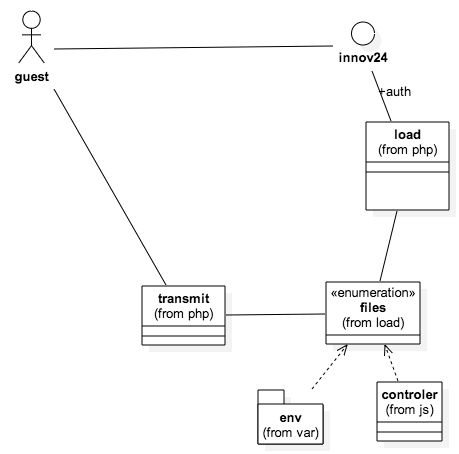 guest
innov24
+auth
load
(from php)
transmit
(from php)
«enumeration»
files
(from load)
env
(from var)
controler
(from js)